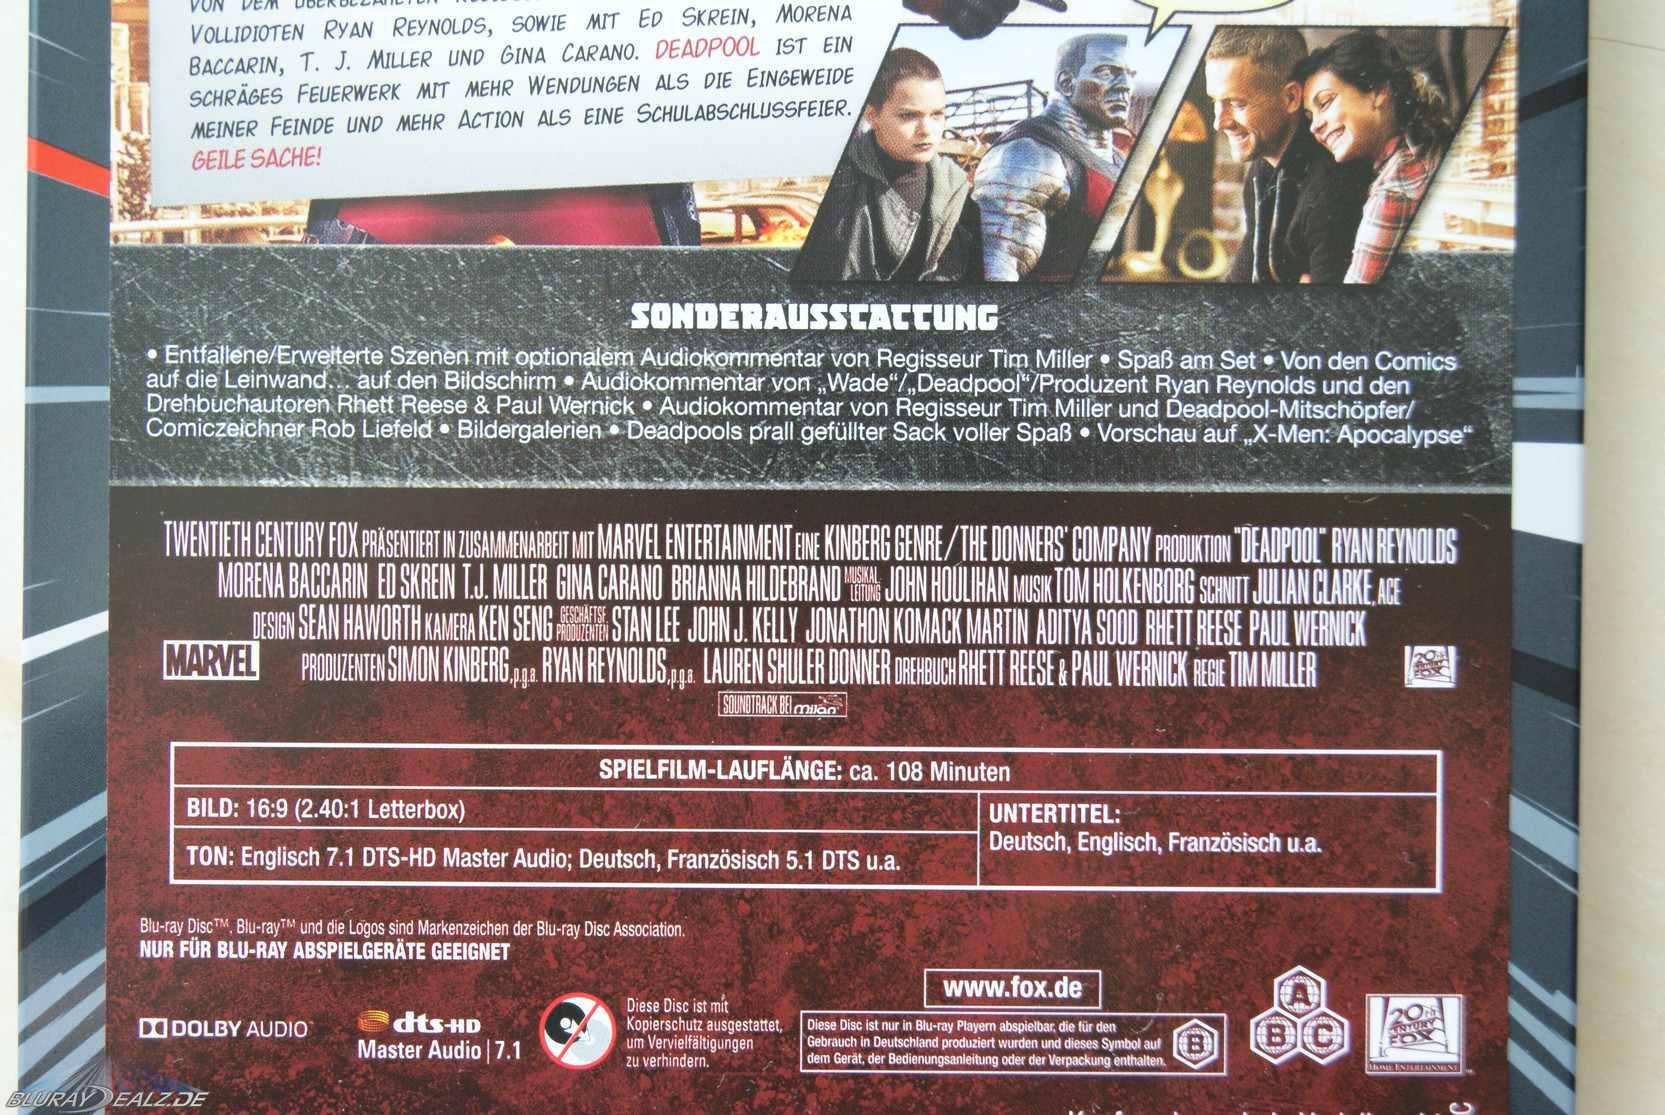 VON DEM ÜBERBEZAHLTEN
VOLLIDIOTEN RYAN REYNOLDS, SOWIE MIT ED SKREIN, MORENA
BACCARIN, T. J. MILLER UND GINA CARANO. DEADPOOL IST EIN
SCHRÄGES FEUERWERK MIT MEHR WENDUNGEN ALS DIE EINGEWEIDE
MEINER FEINDE UND MEHR ACTION ALS EINE SCHULABSCHLUSSFEIER.
GEILE SACHE!
SONDERAUSSTATTUNG
• Entfallene/Erweiterte Szenen mit optionalem Audiokommentar von Regisseur Tim Miller • Spaß am Set • Von den Comics
auf die Leinwand... auf den Bildschirm • Audiokommentar von „Wade“/„Deadpool“/Produzent Ryan Reynolds und den
Drehbuchautoren Rhett Reese & Paul Wernick • Audiokommentar von Regisseur Tim Miller und Deadpool-Mitschöpfer/
Comiczeichner Rob Liefeld • Bildergalerien • Deadpools prall gefüllter Sack voller Spaß • Vorschau auf „X-Men: Apocalypse“
TWENTIETH CENTURY FOX PRÄSENTIERT IN ZUSAMMENARBEIT MIT MARVEL ENTERTAINMENT EINE KINBERG GENRE/THE DONNERS' COMPANY PRODUKTION "DEADPOOL" RYAN REYNOLDS
MORENA BACCARIN ED SKREIN T.J. MILLER GINA CARANO BRIANNA HILDEBRAND MUSIKAL. LEITUNG JOHN HOULIHAN MUSIK TOM HOLKENBORG SCHNITT JULIAN CLARKE, ACE
DESIGN SEAN HAWORTH KAMERA KEN SENG GESCHÄFTSF. PRODUZENTEN STAN LEE JOHN J. KELLY JONATHON KOMACK MARTIN ADITYA SOOD RHETT REESE PAUL WERNICK
MARVEL PRODUZENTEN SIMON KINBERG, p.g.a. RYAN REYNOLDS, p.g.a. LAUREN SHULER DONNER DREHBUCH RHETT REESE & PAUL WERNICK REGIE TIM MILLER 20TH CENTURY FOX
SOUNDTRACK BEI milan
SPIELFILM-LAUFLÄNGE: ca. 108 Minuten
BILD: 16:9 (2.40:1 Letterbox)
TON: Englisch 7.1 DTS-HD Master Audio; Deutsch, Französisch 5.1 DTS u.a.
UNTERTITEL:
Deutsch, Englisch, Französisch u.a.
Blu-ray Disc™, Blu-ray™ und die Logos sind Markenzeichen der Blu-ray Disc Association.
NUR FÜR BLU-RAY ABSPIELGERÄTE GEEIGNET
DOLBY AUDIO™
dts-HD
Master Audio | 7.1
Diese Disc ist mit
Kopierschutz ausgestattet,
um Vervielfältigungen
zu verhindern.
www.fox.de
Diese Disc ist nur in Blu-ray Playern abspielbar, die für den
Gebrauch in Deutschland produziert wurden und dieses Symbol auf
dem Gerät, der Bedienungsanleitung oder der Verpackung enthalten.
B
A
B C
20TH
CENTURY
FOX
HOME ENTERTAINMENT
BLURAYDEALZ.DE